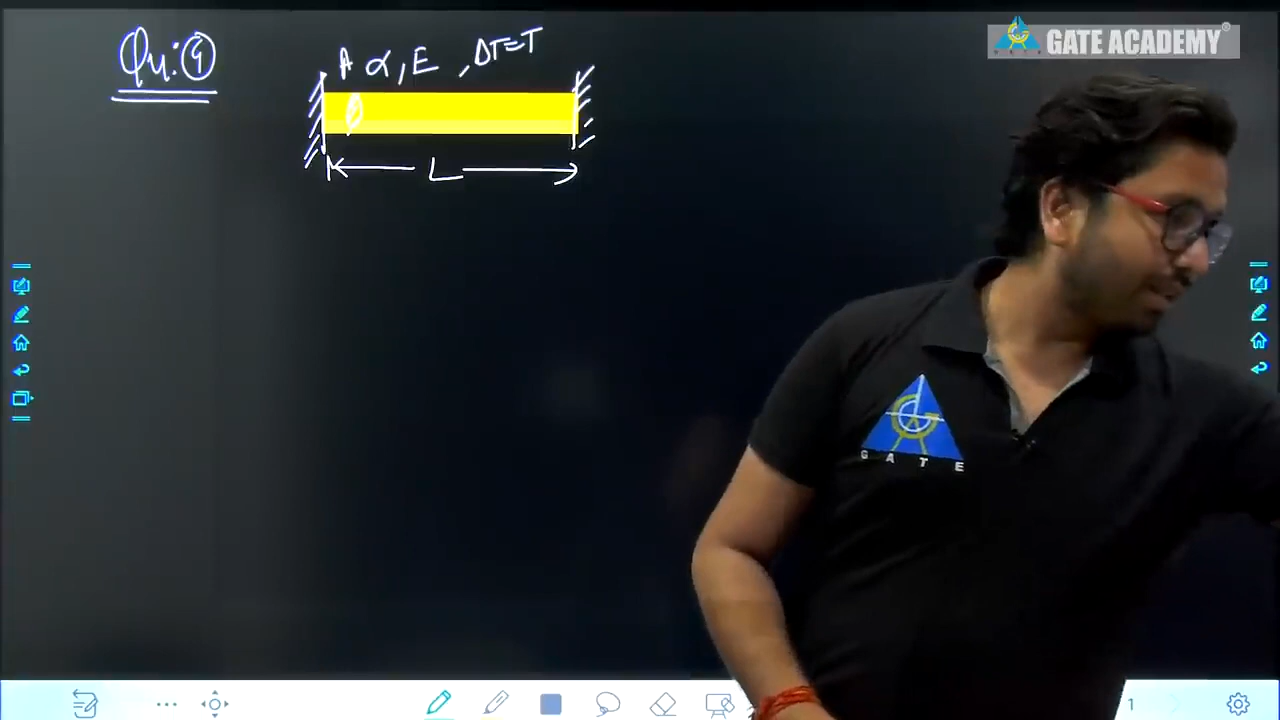 GATE ACADEMY
Qu: 9
A α, E , ΔT=T
L
GATE
1